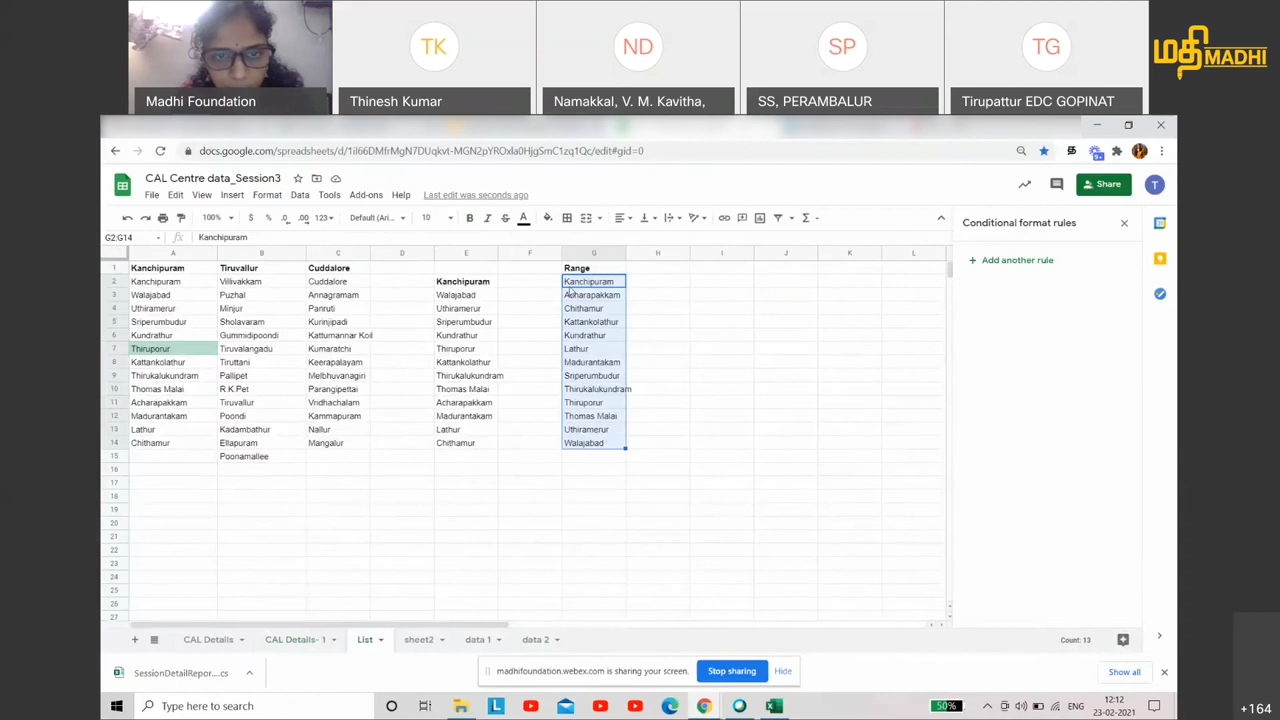 TK
ND
SP
TG
மதி MADHI
Madhi Foundation
Thinesh Kumar
Namakkal, V. M. Kavitha,
SS, PERAMBALUR
Tirupattur EDC GOPINAT
docs.google.com/spreadsheets/d/1il66DMfrMgN7DUqkvt-MGN2pYROxla0HjgSmC1zq1Qc/edit#gid=0
CAL Centre data_Session3
File Edit View Insert Format Data Tools Add-ons Help Last edit was seconds ago
Share
T
100% $ % .0 .00 123 Default (Ari... 10 B I S A
G2:G14 fx Kanchipuram
Conditional format rules
+ Add another rule
A B C D E F G H I J K L
1 Kanchipuram Tiruvallur Cuddalore Range
2 Kanchipuram Villivakkam Cuddalore Kanchipuram Kanchipuram
3 Walajabad Puzhal Annagramam Walajabad Acharapakkam
4 Uthiramerur Minjur Panruti Uthiramerur Chithamur
5 Sriperumbudur Sholavaram Kurinjipadi Sriperumbudur Kattankolathur
6 Kundrathur Gummidipoondi Kattumannar Koil Kundrathur Kundrathur
7 Thiruporur Tiruvalangadu Kumaratchi Thiruporur Lathur
8 Kattankolathur Tiruttani Keerapalayam Kattankolathur Madurantakam
9 Thirukalukundram Pallipet Melbhuvanagiri Thirukalukundram Sriperumbudur
10 Thomas Malai R.K.Pet Parangipettai Thomas Malai Thirukalukundram
11 Acharapakkam Tiruvallur Vridhachalam Acharapakkam Thiruporur
12 Madurantakam Poondi Kammapuram Madurantakam Thomas Malai
13 Lathur Kadambathur Nallur Lathur Uthiramerur
14 Chithamur Ellapuram Mangalur Chithamur Walajabad
15 Poonamallee
16
17
18
19
20
21
22
23
24
25
26
27
CAL Details CAL Details- 1 List sheet2 data 1 data 2
Count: 13
SessionDetailRepor....cs
madhifoundation.webex.com is sharing your screen. Stop sharing Hide
Show all
Type here to search
50%
ENG
12:12
23-02-2021
+164